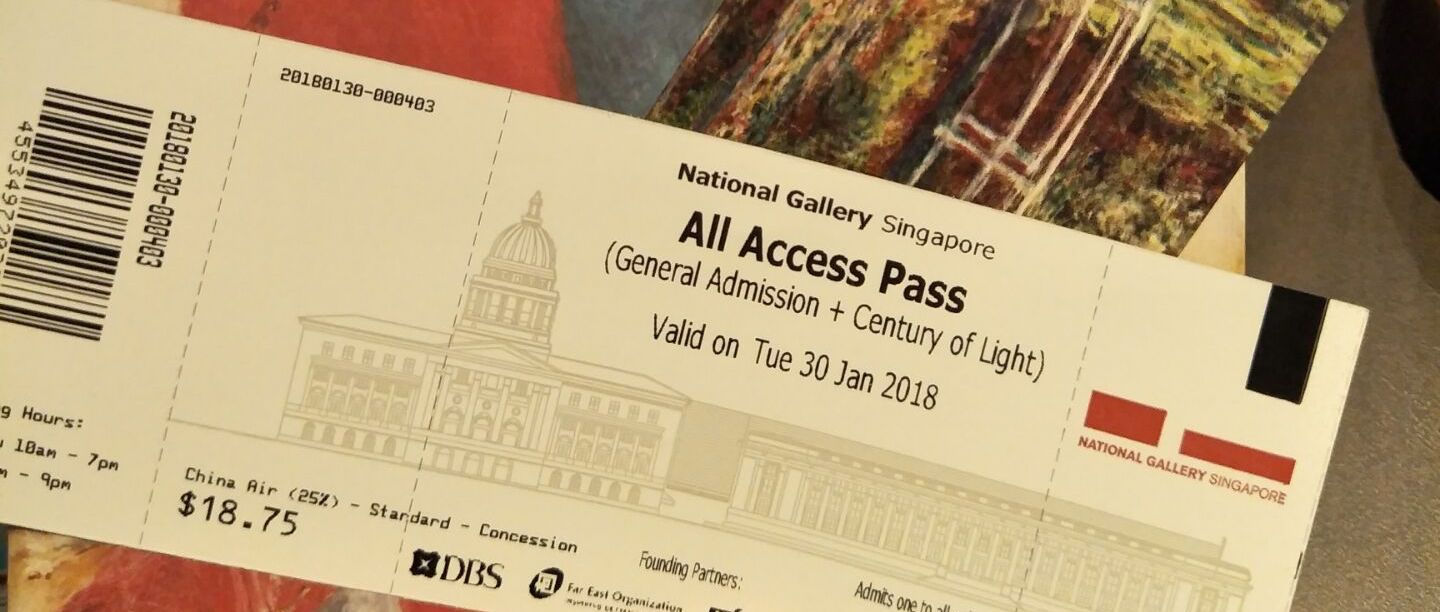 20180130-000403
20180130-000403
National Gallery Singapore
All Access Pass
(General Admission + Century of Light)
Valid on Tue 30 Jan 2018
NATIONAL GALLERY SINGAPORE
Hours:
10am - 7pm
- 9pm
China Air (25%) - Standard - Concession
$18.75
DBS
Far East Organization
Founding Partners:
Admits one to